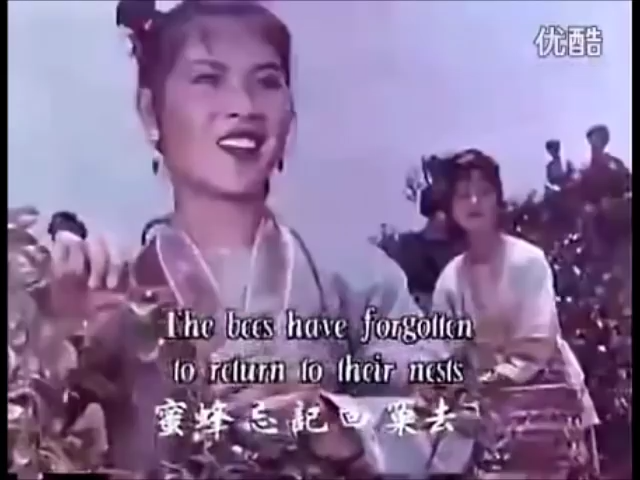 优酷
The bees have forgotten
to return to their nests
蜜蜂忘記回巢去